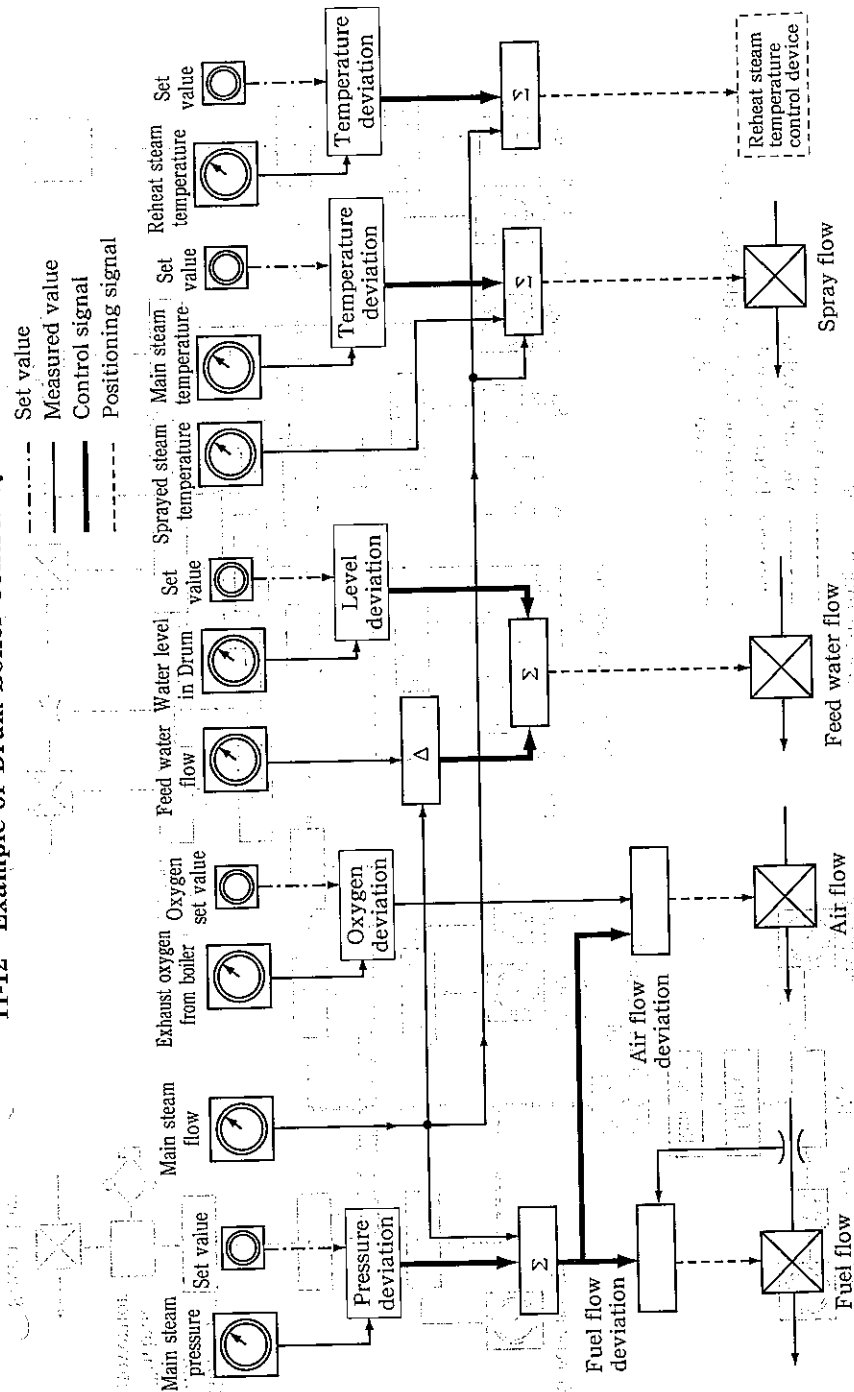 11-12 Example of Drum Boiler
Set value
Measured value
Control signal
Positioning signal
Main steam
pressure
Set value
Main steam
flow
Exhaust oxygen
from boiler
Oxygen
set value
Feed water
flow
Water level
in Drum
Set
value
Sprayed steam
temperature
Main steam
temperature
Set
value
Reheat steam
temperature
Set
value
Pressure
deviation
Oxygen
deviation
Level
deviation
Temperature
deviation
Temperature
deviation
Δ
Σ
Σ
Σ
Σ
Fuel flow
deviation
Air flow
deviation
Fuel flow
Air flow
Feed water flow
Spray flow
Reheat steam
temperature
control device